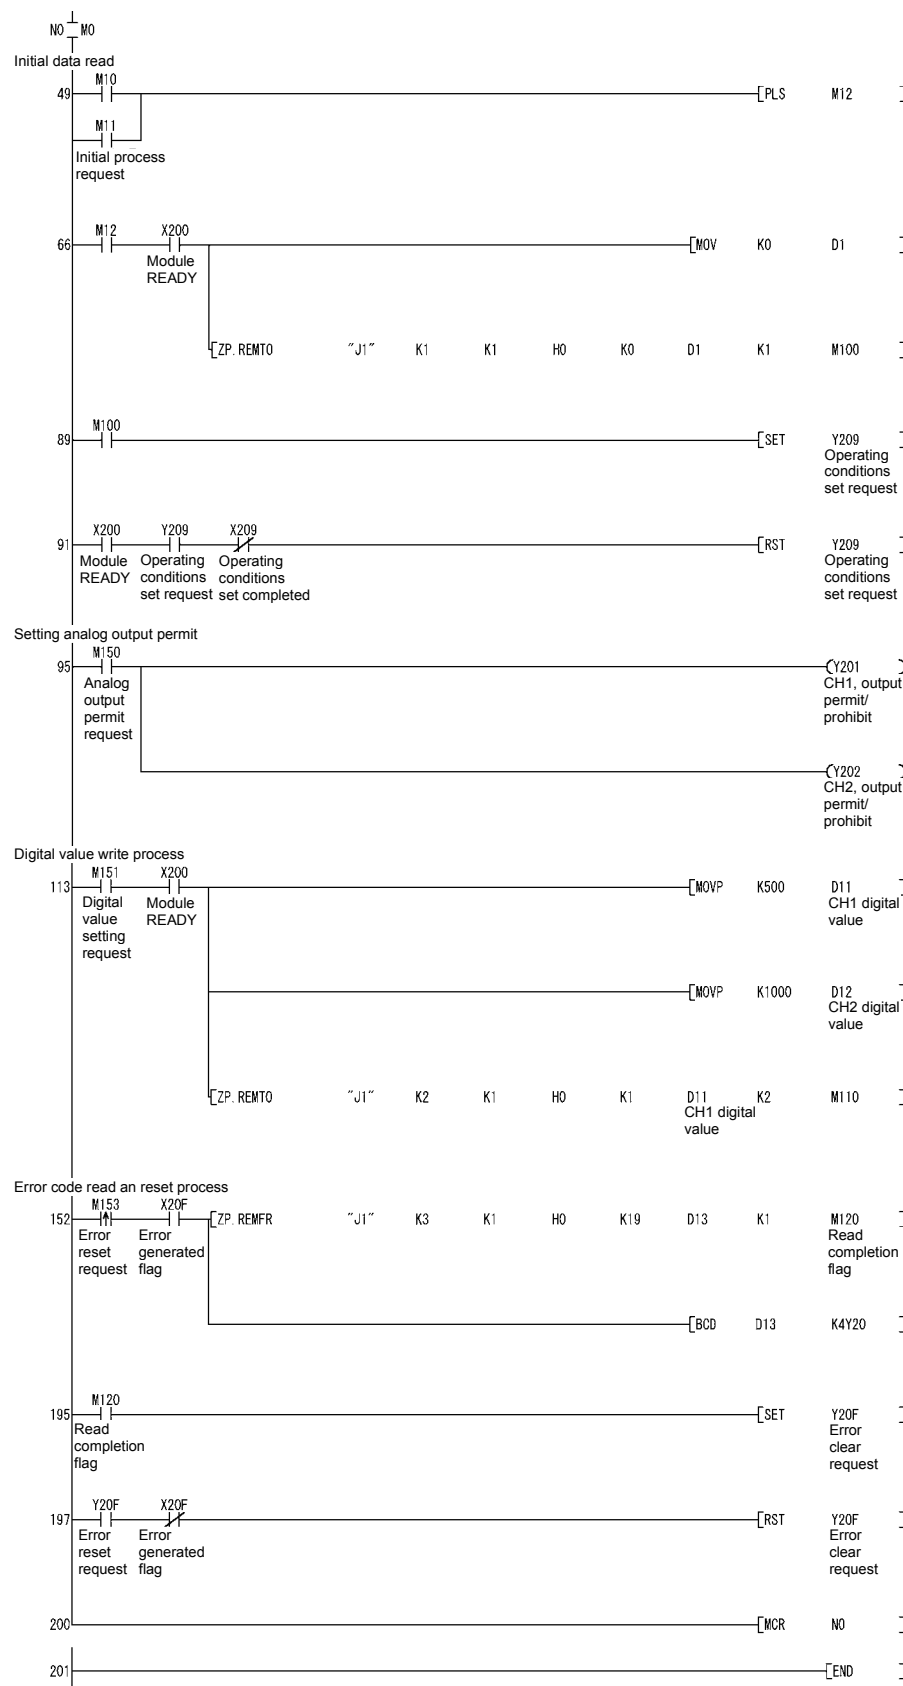 N0 M0
Initial data read
M10
49 [PLS M12 ]
M11
Initial process
request
M12 X200
66 [MOV K0 D1 ]
Module
READY
[ZP.REMTO "J1" K1 K1 H0 K0 D1 K1 M100 ]
M100
89 [SET Y209 ]
Operating
conditions
set request
X200 Y209 X209
91 [RST Y209 ]
Module READY
Operating conditions set request
Operating conditions set completed
Operating
conditions
set request
Setting analog output permit
M150
95 (Y201 )
Analog
output
permit
request
CH1, output
permit/
prohibit
(Y202 )
CH2, output
permit/
prohibit
Digital value write process
M151 X200
113 [MOVP K500 D11 ]
Digital
value
setting
request
Module
READY
CH1 digital
value
[MOVP K1000 D12 ]
CH2 digital
value
[ZP.REMTO "J1" K2 K1 H0 K1 D11 K2 M110 ]
CH1 digital
value
Error code read an reset process
M153 X20F
152 [ZP.REMFR "J1" K3 K1 H0 K19 D13 K1 M120 ]
Error
reset
request
Error
generated
flag
Read
completion
flag
[BCD D13 K4Y20 ]
M120
195 [SET Y20F ]
Read
completion
flag
Error
clear
request
Y20F X20F
197 [RST Y20F ]
Error
reset
request
Error
generated
flag
Error
clear
request
200 [MCR N0 ]
201 [END ]